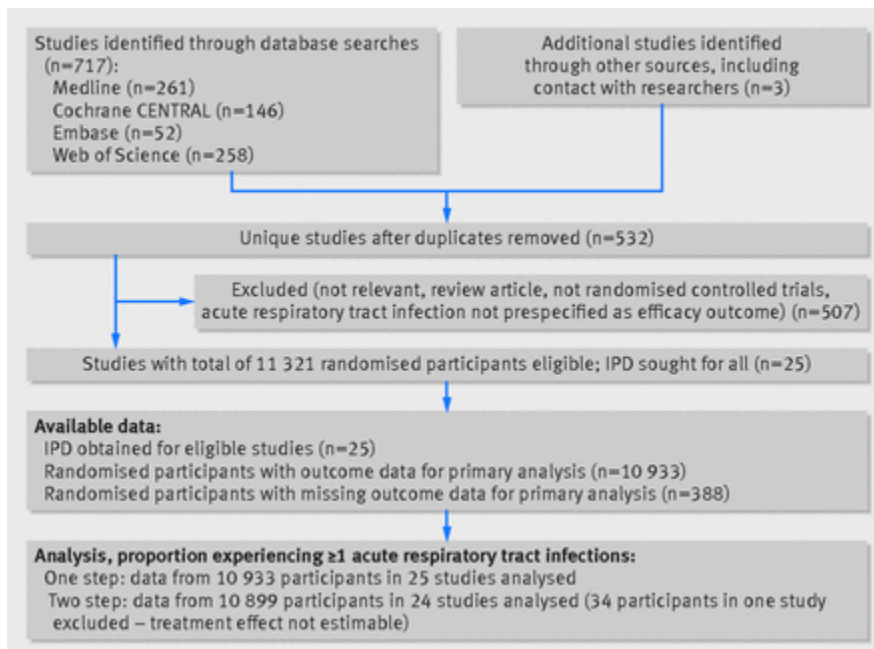 Studies identified through database searches
(n=717):
Medline (n=261)
Cochrane CENTRAL (n=146)
Embase (n=52)
Web of Science (n=258)
Additional studies identified
through other sources, including
contact with researchers (n=3)
Unique studies after duplicates removed (n=532)
Excluded (not relevant, review article, not randomised controlled trials,
acute respiratory tract infection not prespecified as efficacy outcome) (n=507)
Studies with total of 11 321 randomised participants eligible; IPD sought for all (n=25)
Available data:
IPD obtained for eligible studies (n=25)
Randomised participants with outcome data for primary analysis (n=10 933)
Randomised participants with missing outcome data for primary analysis (n=388)
Analysis, proportion experiencing ≥1 acute respiratory tract infections:
One step: data from 10 933 participants in 25 studies analysed
Two step: data from 10 899 participants in 24 studies analysed (34 participants in one study
excluded – treatment effect not estimable)